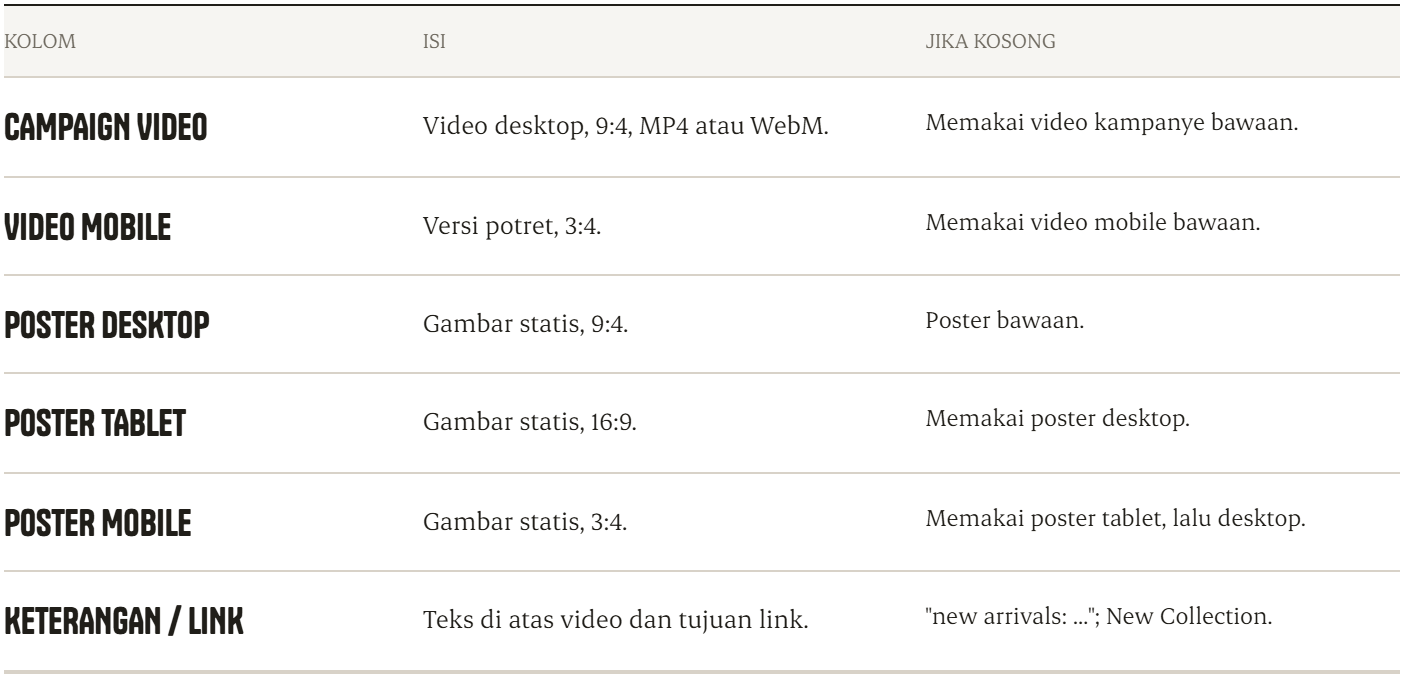 KOLOM ISI JIKA KOSONG
CAMPAIGN VIDEO Video desktop, 9:4, MP4 atau WebM. Memakai video kampanye bawaan.
VIDEO MOBILE Versi potret, 3:4. Memakai video mobile bawaan.
POSTER DESKTOP Gambar statis, 9:4. Poster bawaan.
POSTER TABLET Gambar statis, 16:9. Memakai poster desktop.
POSTER MOBILE Gambar statis, 3:4. Memakai poster tablet, lalu desktop.
KETERANGAN / LINK Teks di atas video dan tujuan link. "new arrivals: ..."; New Collection.